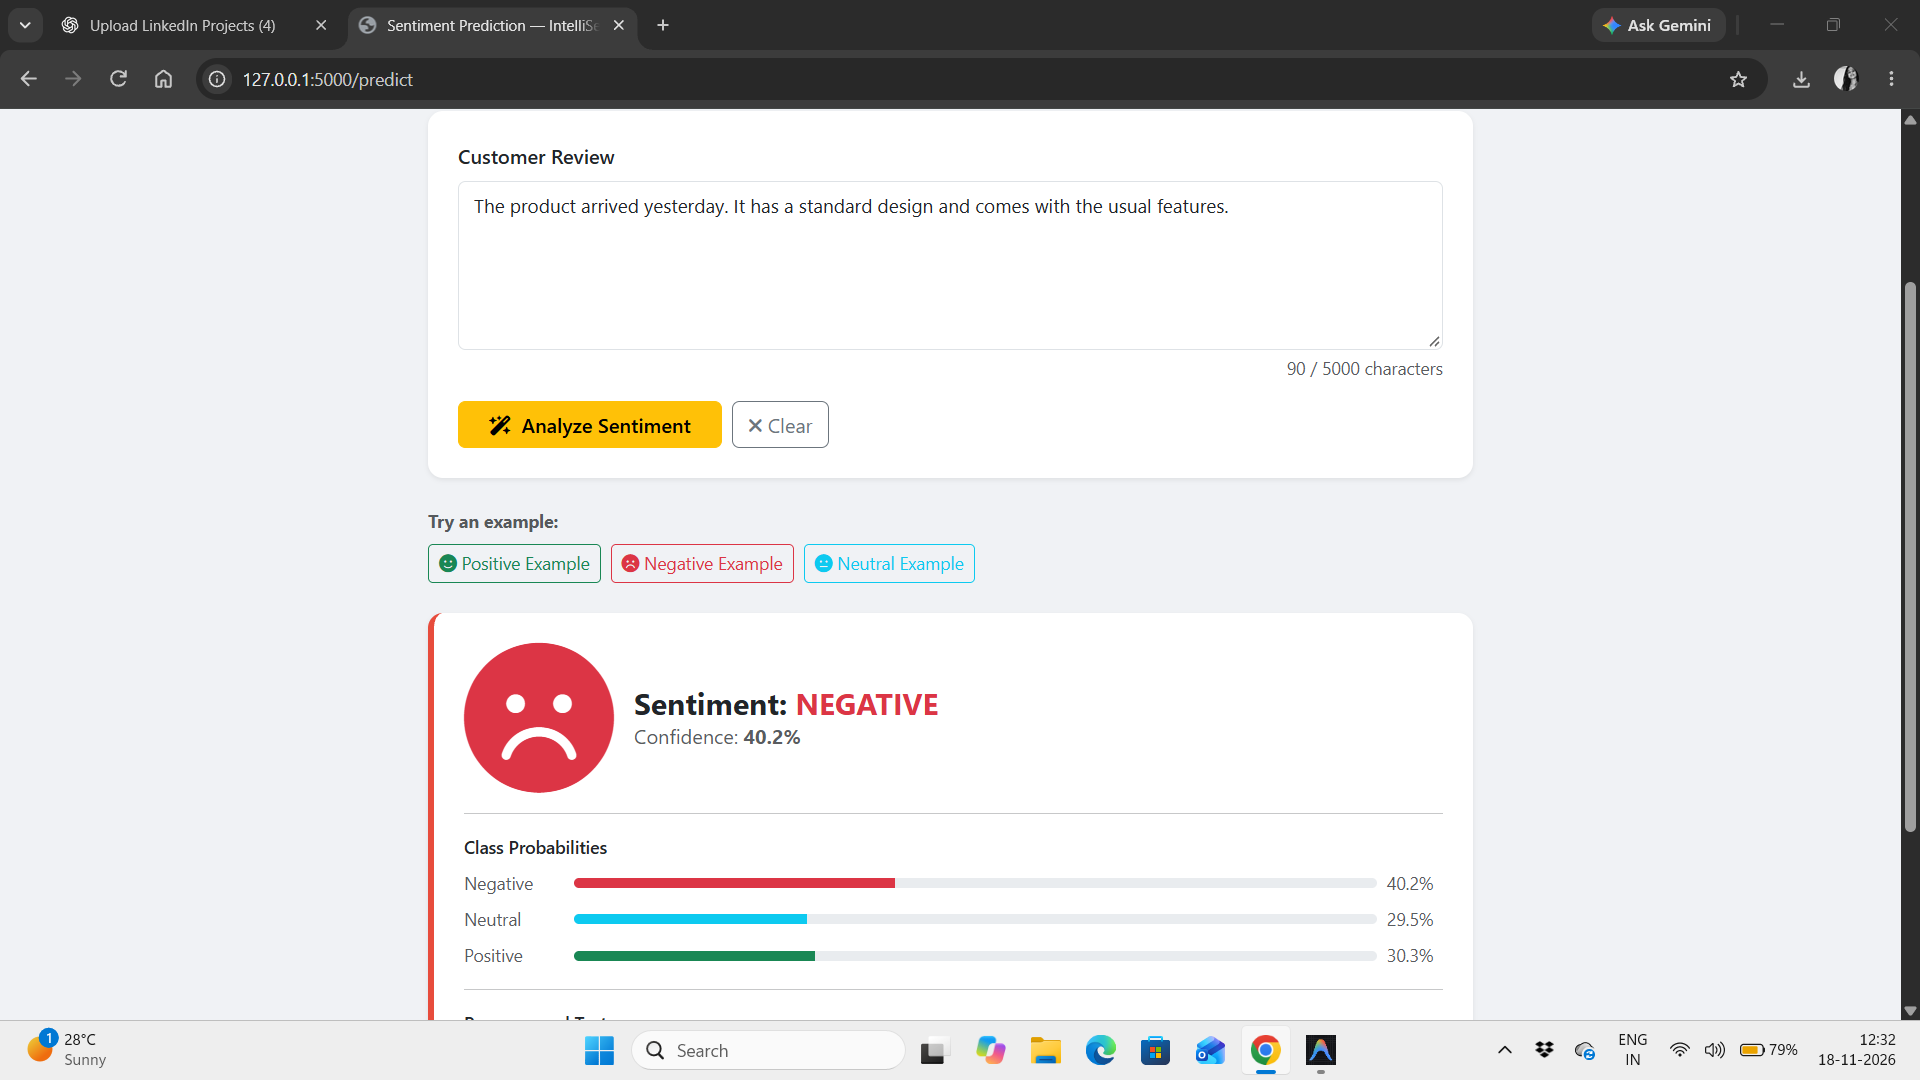 Upload LinkedIn Projects (4)
Sentiment Prediction — IntelliSe
Ask Gemini
127.0.0.1:5000/predict
Customer Review
The product arrived yesterday. It has a standard design and comes with the usual features.
90 / 5000 characters
Analyze Sentiment
Clear
Try an example:
Positive Example
Negative Example
Neutral Example
Sentiment: NEGATIVE
Confidence: 40.2%
Class Probabilities
Negative 40.2%
Neutral 29.5%
Positive 30.3%
1
28°C
Sunny
Search
ENG
IN
79%
12:32
18-11-2026